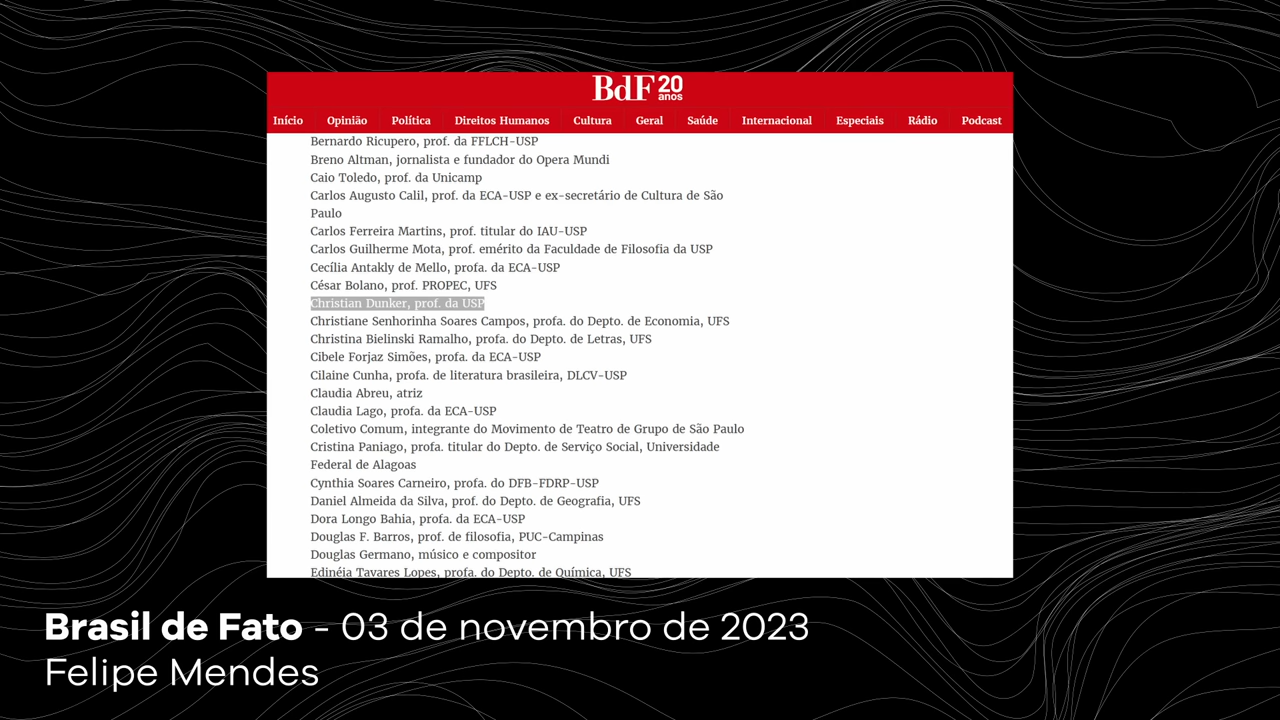 BdF 20 anos
Início Opinião Política Direitos Humanos Cultura Geral Saúde Internacional Especiais Rádio Podcast
Bernardo Ricupero, prof. da FFLCH-USP
Breno Altman, jornalista e fundador do Opera Mundi
Caio Toledo, prof. da Unicamp
Carlos Augusto Calil, prof. da ECA-USP e ex-secretário de Cultura de São
Paulo
Carlos Ferreira Martins, prof. titular do IAU-USP
Carlos Guilherme Mota, prof. emérito da Faculdade de Filosofia da USP
Cecília Antakly de Mello, profa. da ECA-USP
César Bolano, prof. PROPEC, UFS
Christian Dunker, prof. da USP
Christiane Senhorinha Soares Campos, profa. do Depto. de Economia, UFS
Christina Bielinski Ramalho, profa. do Depto. de Letras, UFS
Cibele Forjaz Simões, profa. da ECA-USP
Cilaine Cunha, profa. de literatura brasileira, DLCV-USP
Claudia Abreu, atriz
Claudia Lago, profa. da ECA-USP
Coletivo Comum, integrante do Movimento de Teatro de Grupo de São Paulo
Cristina Paniago, profa. titular do Depto. de Serviço Social, Universidade
Federal de Alagoas
Cynthia Soares Carneiro, profa. do DFB-FDRP-USP
Daniel Almeida da Silva, prof. do Depto. de Geografia, UFS
Dora Longo Bahia, profa. da ECA-USP
Douglas F. Barros, prof. de filosofia, PUC-Campinas
Douglas Germano, músico e compositor
Edinéia Tavares Lopes, profa. do Depto. de Química, UFS
Brasil de Fato - 03 de novembro de 2023
Felipe Mendes